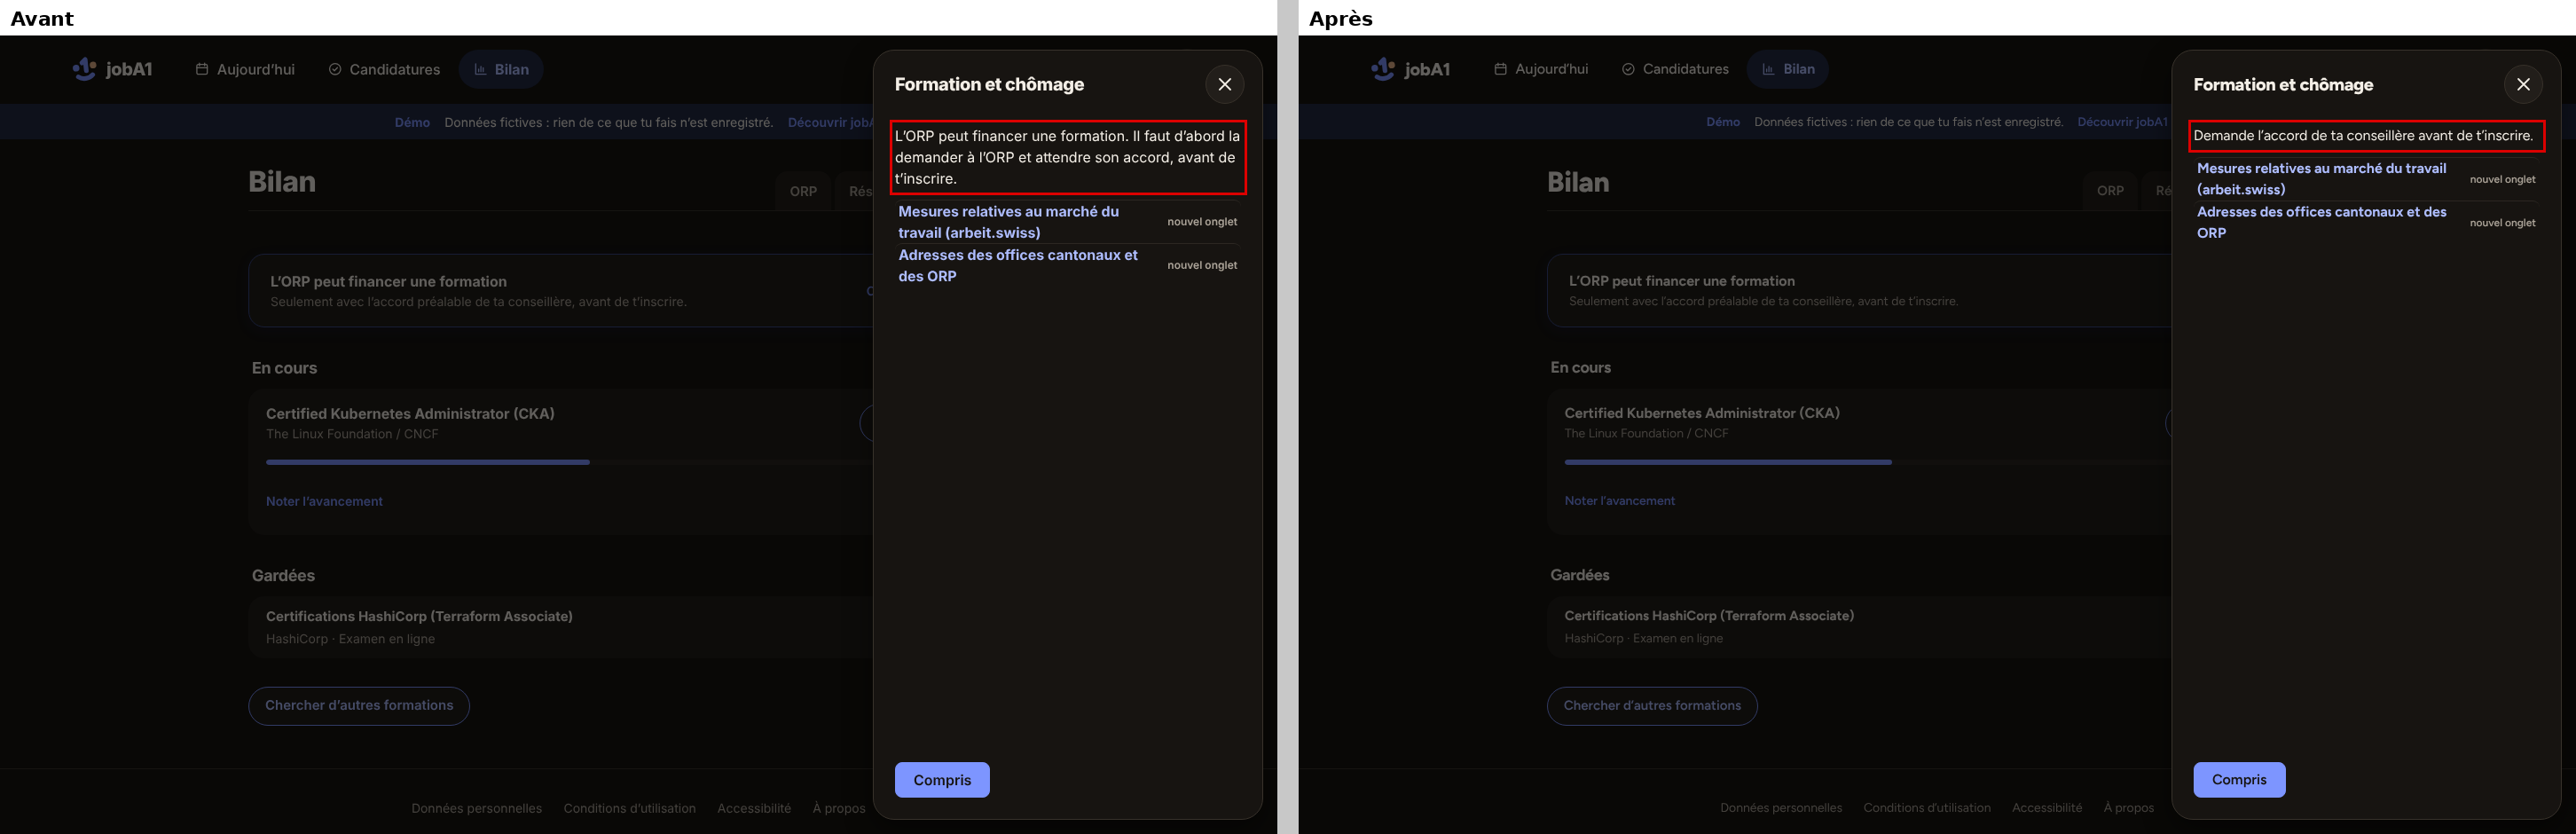 Avant
jobA1
Aujourd'hui
Candidatures
Bilan
Démo Données fictives : rien de ce que tu fais n'est enregistré. Découvrir
Bilan
ORP
L'ORP peut financer une formation
Seulement avec l'accord préalable de ta conseillère, avant de t'inscrire.
En cours
Certified Kubernetes Administrator (CKA)
The Linux Foundation / CNCF
Noter l'avancement
Gardées
Certifications HashiCorp (Terraform Associate)
HashiCorp · Examen en ligne
Chercher d'autres formations
Données personnelles Conditions d'utilisation Accessibilité À propos
Formation et chômage
L'ORP peut financer une formation. Il faut d'abord la
demander à l'ORP et attendre son accord, avant de
t'inscrire.
Mesures relatives au marché du
travail (arbeit.swiss)
nouvel onglet
Adresses des offices cantonaux et
des ORP
nouvel onglet
Compris
Après
jobA1
Aujourd'hui
Candidatures
Bilan
Démo Données fictives : rien de ce que tu fais n'est enregistré. Découvrir jobA1
Bilan
ORP
L'ORP peut financer une formation
Seulement avec l'accord préalable de ta conseillère, avant de t'inscrire.
En cours
Certified Kubernetes Administrator (CKA)
The Linux Foundation / CNCF
Noter l'avancement
Gardées
Certifications HashiCorp (Terraform Associate)
HashiCorp · Examen en ligne
Chercher d'autres formations
Données personnelles Conditions d'utilisation Accessibilité À propos
Formation et chômage
Demande l'accord de ta conseillère avant de t'inscrire.
Mesures relatives au marché du travail
(arbeit.swiss)
nouvel onglet
Adresses des offices cantonaux et des
ORP
nouvel onglet
Compris